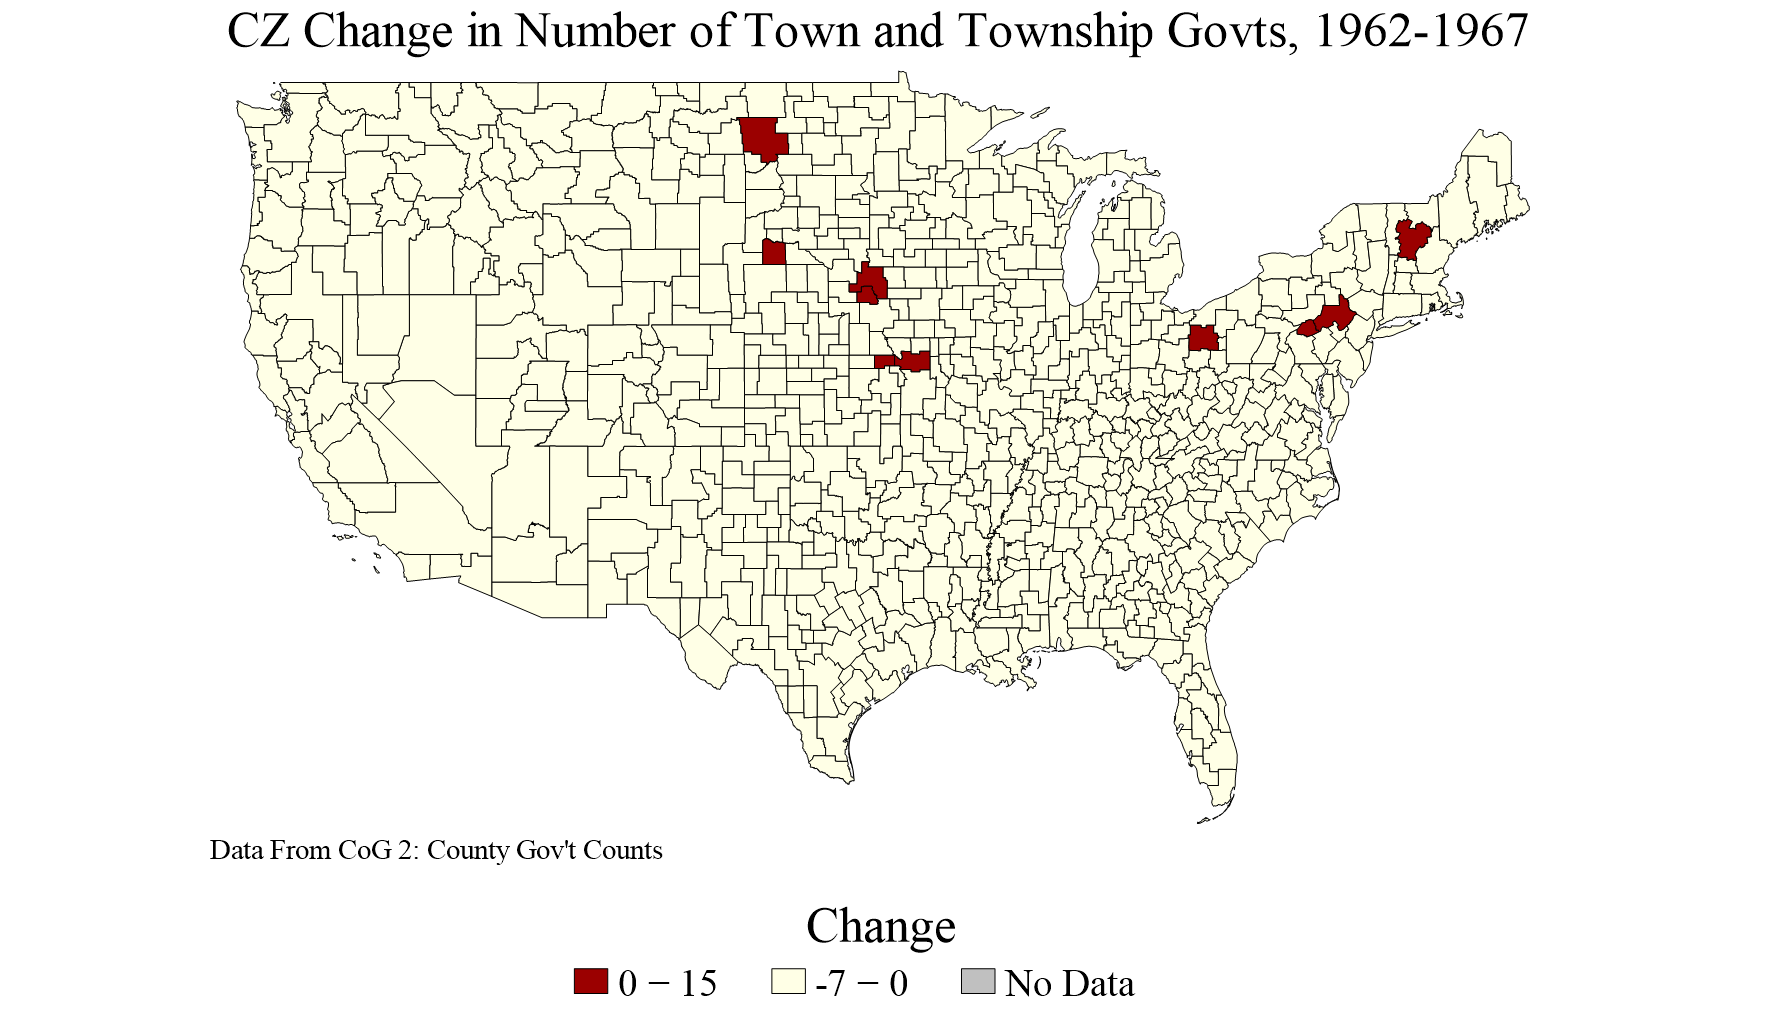 CZ Change in Number of Town and Township Govts, 1962-1967
Data From CoG 2: County Gov't Counts
Change
0 − 15
-7 − 0
No Data